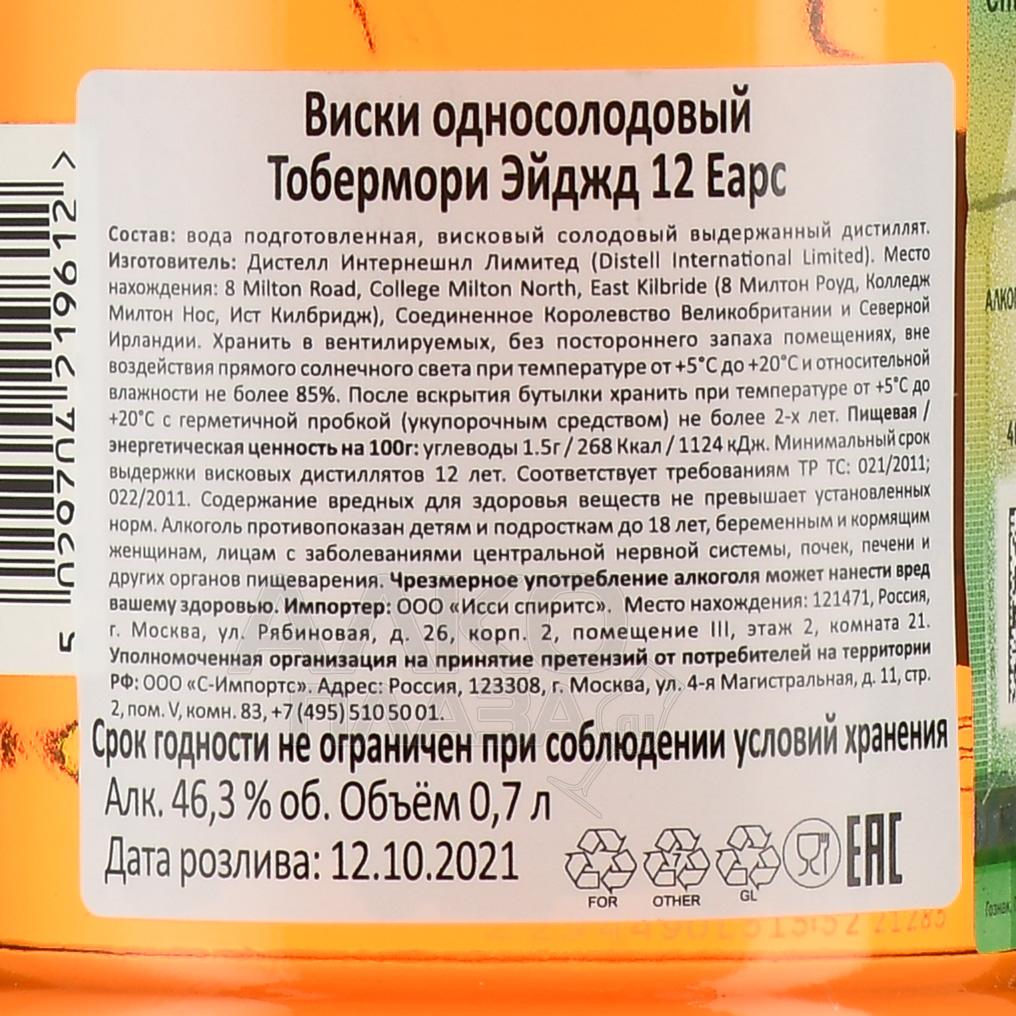 Виски односолодовый
Тобермори Эйджд 12 Еарс
Состав: вода подготовленная, висковый солодовый выдержанный дистиллят.
Изготовитель: Дистелл Интернешнл Лимитед (Distell International Limited). Место
нахождения: 8 Milton Road, College Milton North, East Kilbride (8 Милтон Роуд, Колледж
Милтон Нос, Ист Килбридж), Соединенное Королевство Великобритании и Северной
Ирландии. Хранить в вентилируемых, без постороннего запаха помещениях, вне
воздействия прямого солнечного света при температуре от +5°С до +20°С и относительной
влажности не более 85%. После вскрытия бутылки хранить при температуре от +5°С до
+20°С с герметичной пробкой (укупорочным средством) не более 2-х лет. Пищевая /
энергетическая ценность на 100г: углеводы 1.5г / 268 Ккал / 1124 кДж. Минимальный срок
выдержки висковых дистиллятов 12 лет. Соответствует требованиям ТР ТС: 021/2011;
022/2011. Содержание вредных для здоровья веществ не превышает установленных
норм. Алкоголь противопоказан детям и подросткам до 18 лет, беременным и кормящим
женщинам, лицам с заболеваниями центральной нервной системы, почек, печени и
других органов пищеварения. Чрезмерное употребление алкоголя может нанести вред
вашему здоровью. Импортер: ООО «Исси спиритс». Место нахождения: 121471, Россия,
г. Москва, ул. Рябиновая, д. 26, корп. 2, помещение III, этаж 2, комната 21.
Уполномоченная организация на принятие претензий от потребителей на территории
РФ: ООО «С-Импортс». Адрес: Россия, 123308, г. Москва, ул. 4-я Магистральная, д. 11, стр.
2, пом. V, комн. 83, +7 (495) 510 50 01.
Срок годности не ограничен при соблюдении условий хранения
Алк. 46,3 % об. Объём 0,7 л
Дата розлива: 12.10.2021
7
FOR OTHER GL
EAC
5 029704 219612 >